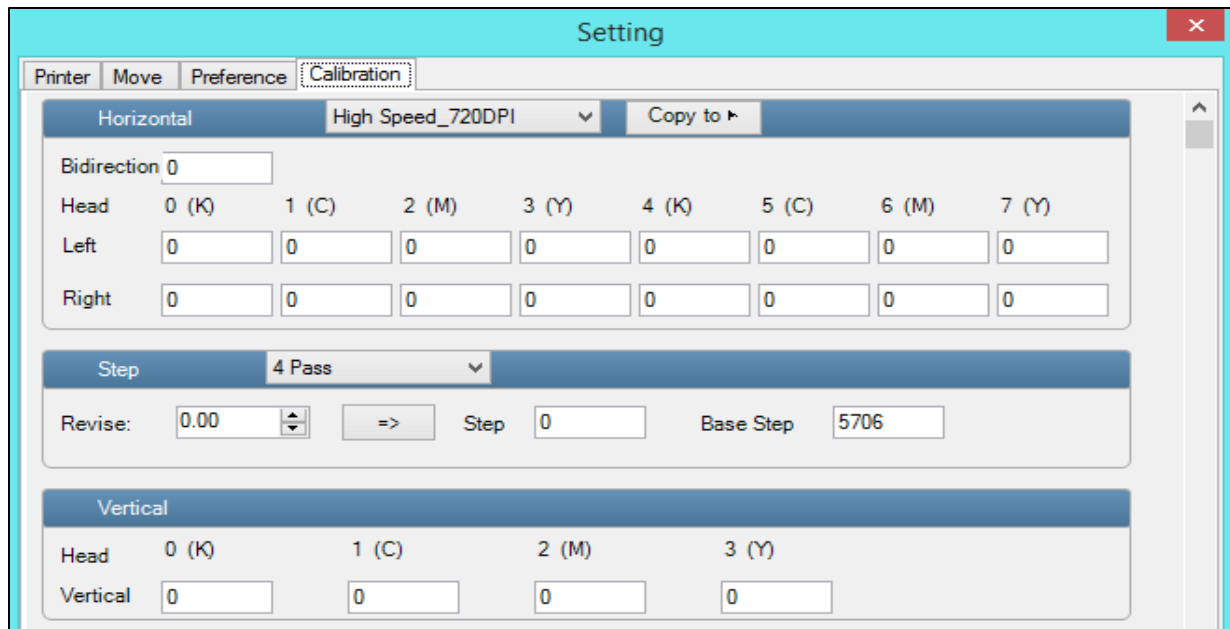 Setting
Printer Move Preference Calibration
Horizontal High Speed_720DPI Copy to
Bidirection 0
Head 0 (K) 1 (C) 2 (M) 3 (Y) 4 (K) 5 (C) 6 (M) 7 (Y)
Left 0 0 0 0 0 0 0 0
Right 0 0 0 0 0 0 0 0
Step 4 Pass
Revise: 0.00 => Step 0 Base Step 5706
Vertical
Head 0 (K) 1 (C) 2 (M) 3 (Y)
Vertical 0 0 0 0